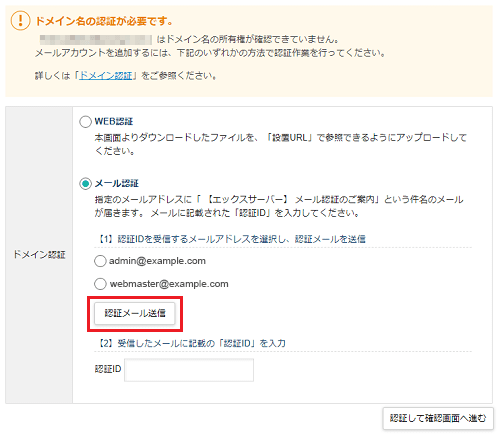 ドメイン名の認証が必要です。
はドメイン名の所有権が確認できていません。
メールアカウントを追加するには、下記のいずれかの方法で認証作業を行ってください。
詳しくは「ドメイン認証」をご参照ください。
WEB認証
本画面よりダウンロードしたファイルを、「設置URL」で参照できるようにアップロードして
ください。
メール認証
指定のメールアドレスに「 【エックスサーバー】 メール認証のご案内」という件名のメール
が届きます。 メールに記載された「認証ID」を入力してください。
ドメイン認証
【1】認証IDを受信するメールアドレスを選択し、認証メールを送信
admin@example.com
webmaster@example.com
認証メール送信
【2】受信したメールに記載の「認証ID」を入力
認証ID
認証して確認画面へ進む